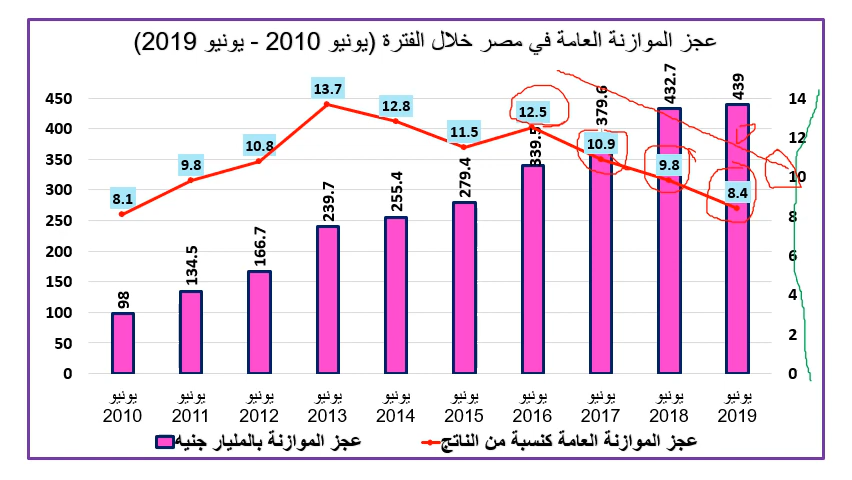 عجز الموازنة العامة في مصر خلال الفترة (يونيو 2010 - يونيو 2019)
450
400
350
300
250
200
150
100
50
0
14
12
10
8
6
4
2
0
8.1
9.8
10.8
13.7
12.8
11.5
12.5
10.9
9.8
8.4
98
134.5
166.7
239.7
255.4
279.4
339.5
379.6
432.7
439
يونيو 2010
يونيو 2011
يونيو 2012
يونيو 2013
يونيو 2014
يونيو 2015
يونيو 2016
يونيو 2017
يونيو 2018
يونيو 2019
عجز الموازنة العامة كنسبة من الناتج
عجز الموازنة بالمليار جنيه